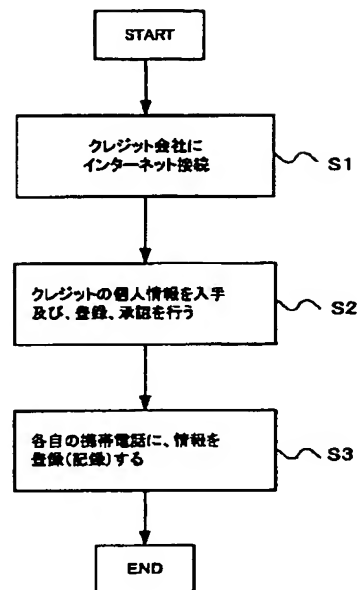 START
クレジット会社に
インターネット接続
S1
クレジットの個人情報を入手
及び、登録、承認を行う
S2
各自の携帯電話に、情報を
登録(記録)する
S3
END